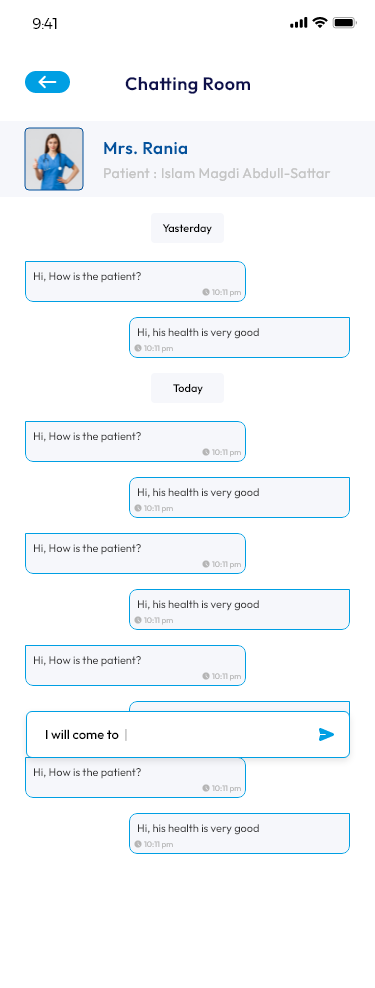 9:41
Chatting Room
Mrs. Rania
Patient : Islam Magdi Abdull-Sattar
Yasterday
Hi, How is the patient?
10:11 pm
Hi, his health is very good
10:11 pm
Today
Hi, How is the patient?
10:11 pm
Hi, his health is very good
10:11 pm
Hi, How is the patient?
10:11 pm
Hi, his health is very good
10:11 pm
Hi, How is the patient?
10:11 pm
I will come to |
Hi, How is the patient?
10:11 pm
Hi, his health is very good
10:11 pm